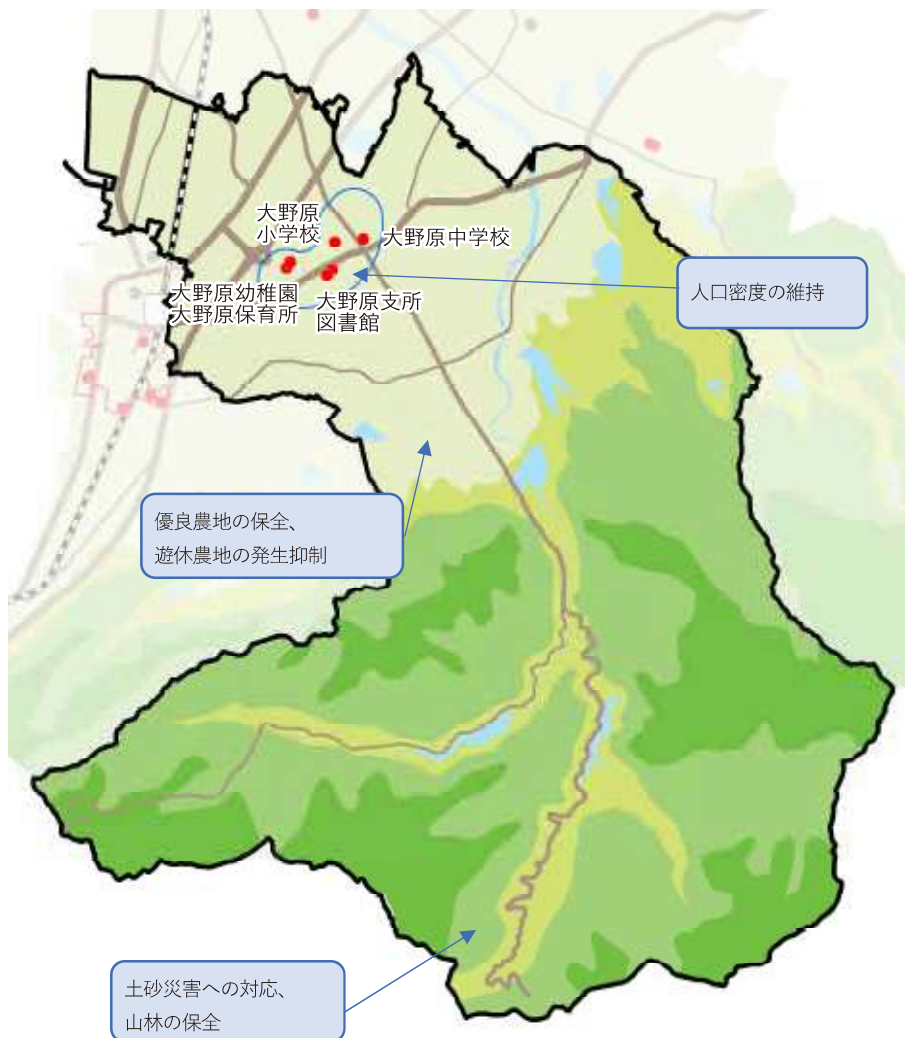 大野原
小学校
大野原中学校
大野原幼稚園
大野原保育所
大野原支所
図書館
人口密度の維持
優良農地の保全、
遊休農地の発生抑制
土砂災害への対応、
山林の保全